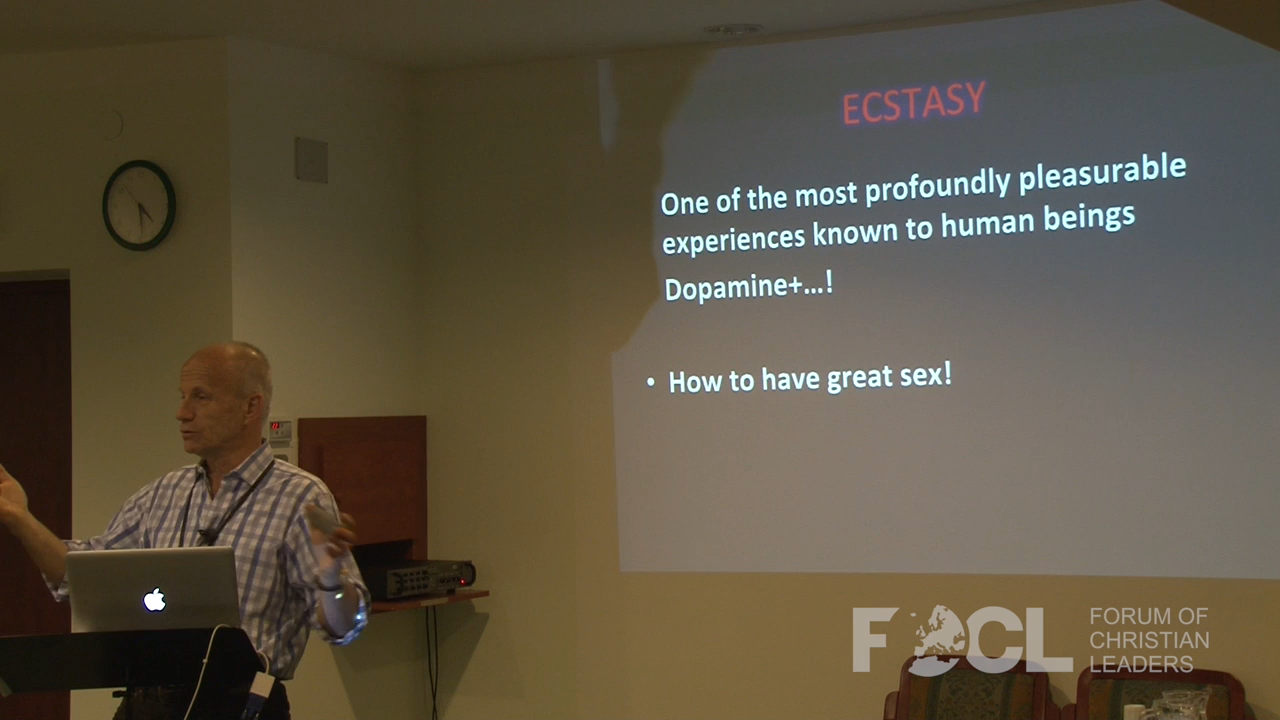 ECSTASY
One of the most profoundly pleasurable
experiences known to human beings
Dopamine+...!
• How to have great sex!
FOCL
FORUM OF
CHRISTIAN
LEADERS